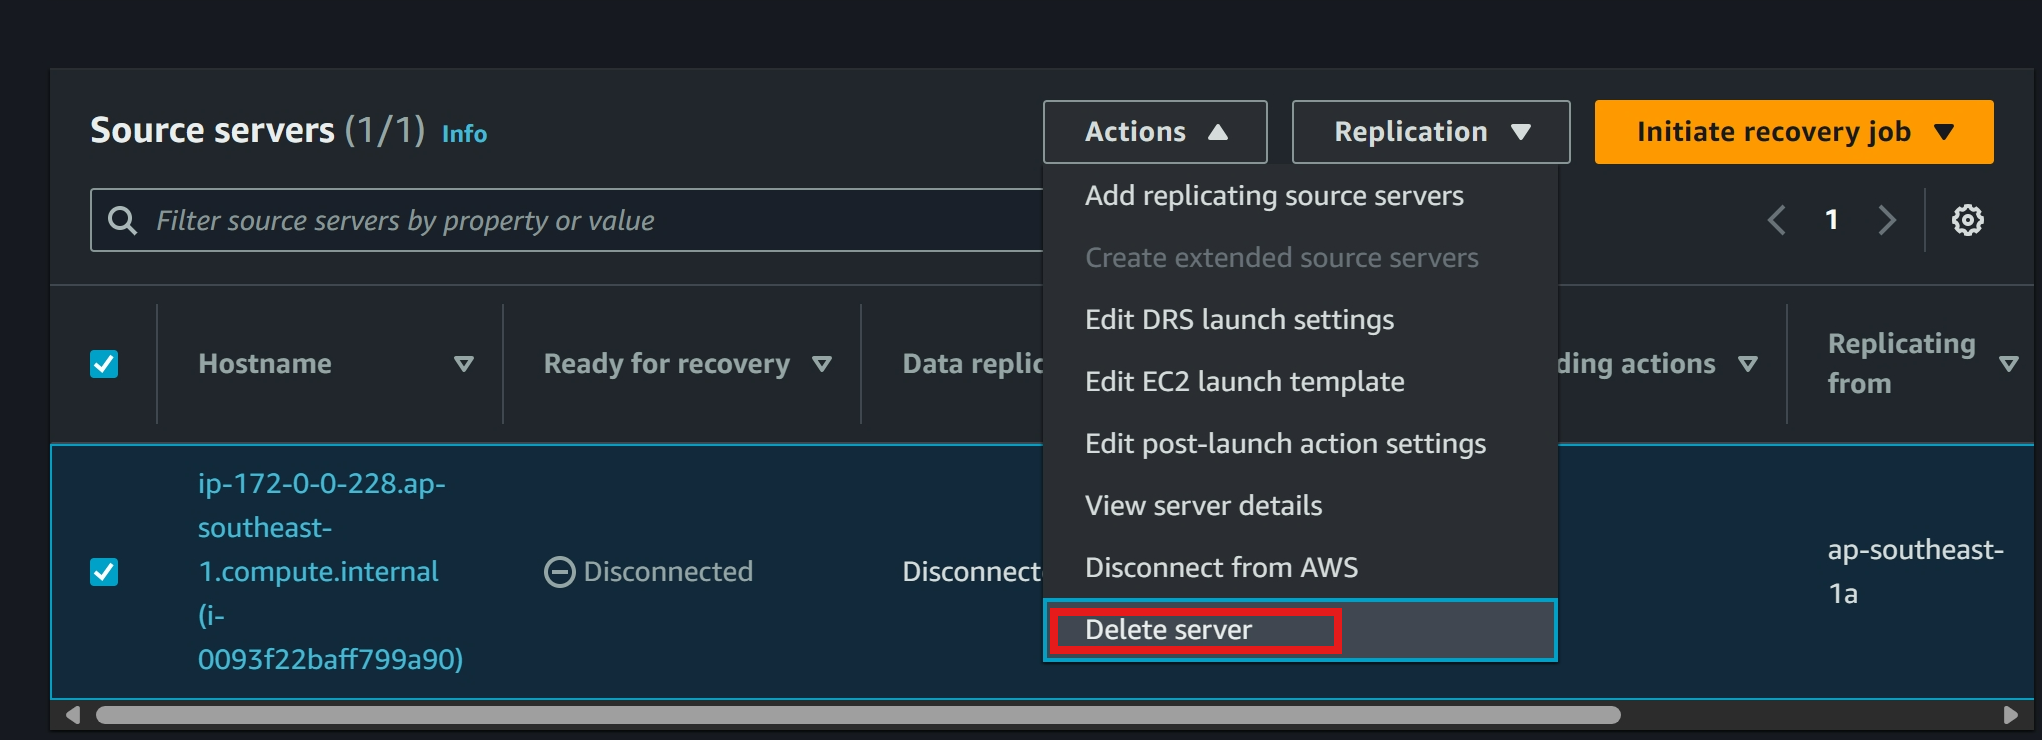 Source servers (1/1) Info
Actions
Replication
Initiate recovery job
Filter source servers by property or value
1
Add replicating source servers
Create extended source servers
Edit DRS launch settings
Edit EC2 launch template
Edit post-launch action settings
View server details
Disconnect from AWS
Delete server
Hostname
Ready for recovery
Data replic
ding actions
Replicating
from
ip-172-0-0-228.ap-
southeast-
1.compute.internal
(i-
0093f22baff799a90)
Disconnected
Disconnect
ap-southeast-
1a